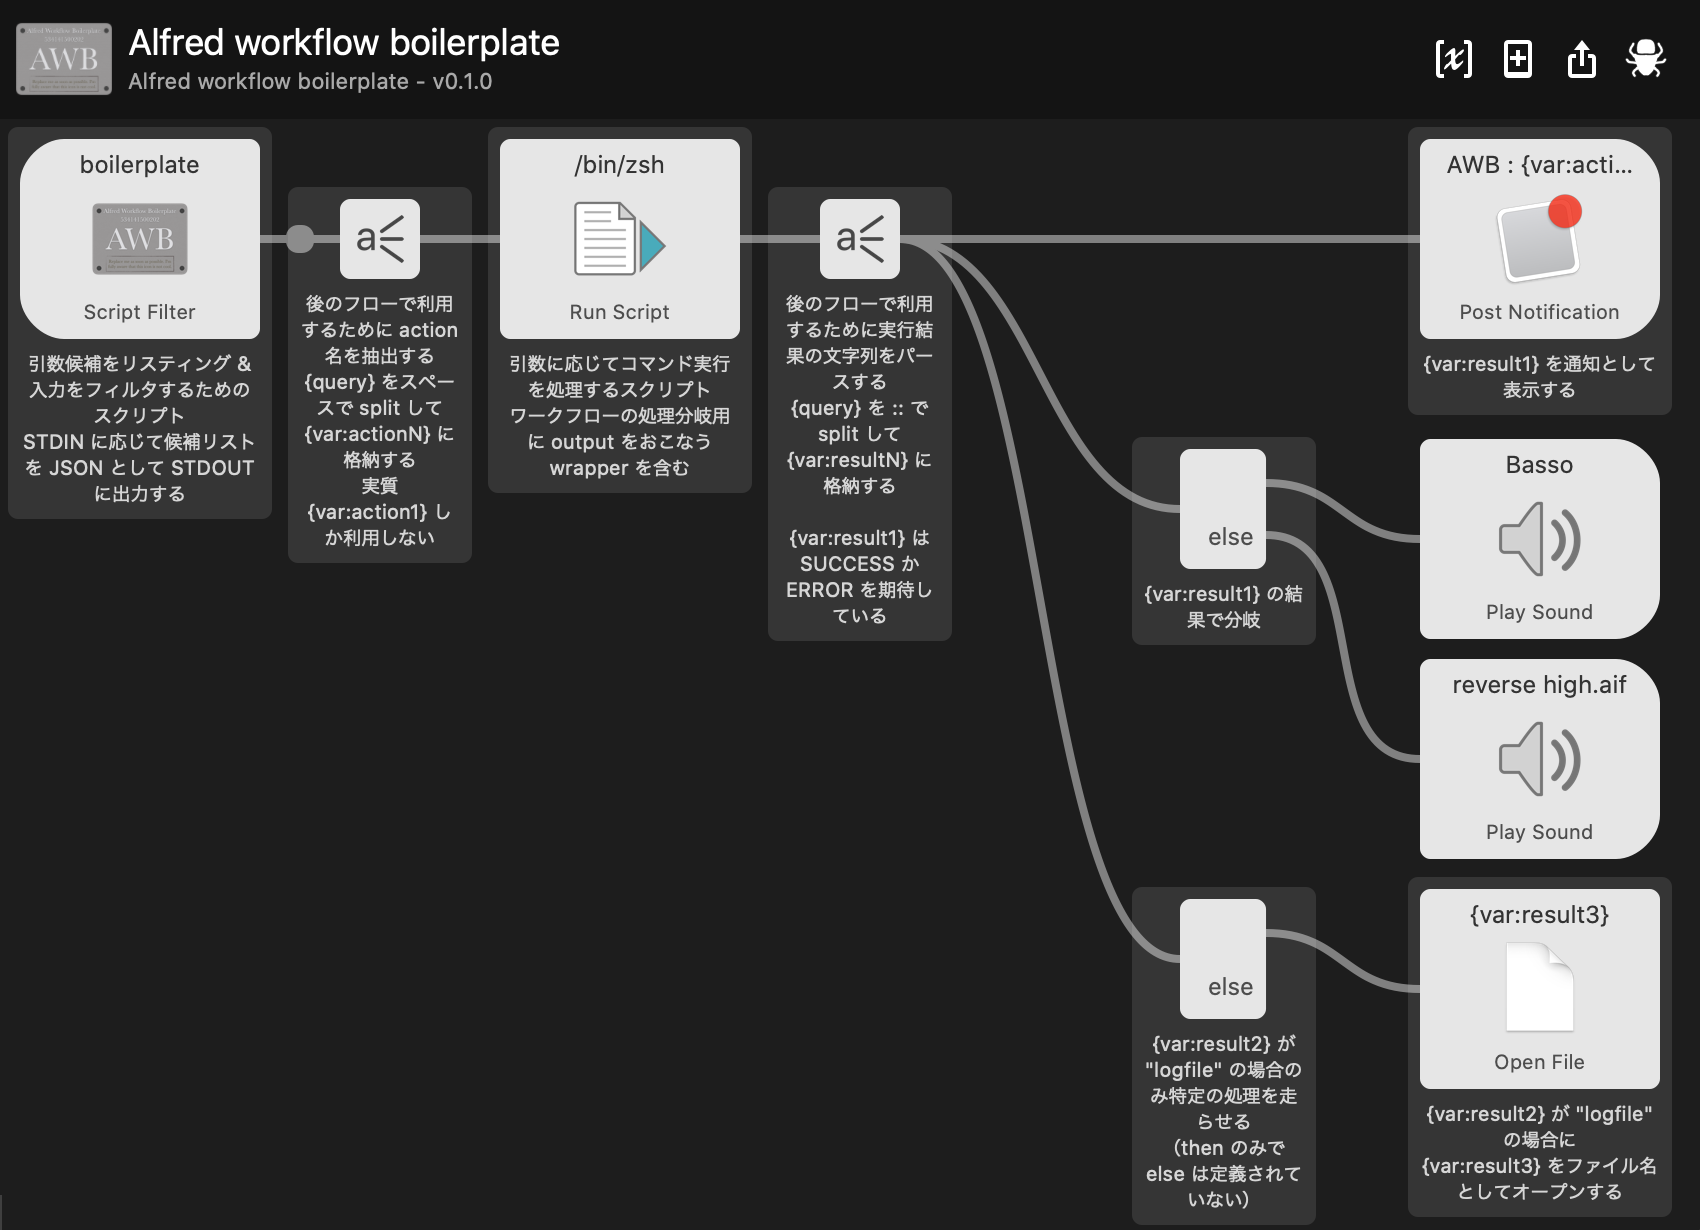 Alfred workflow boilerplate
Alfred workflow boilerplate - v0.1.0
AWB
boilerplate
AWB
Script Filter
引数候補をリスティング &
入力をフィルタするための
スクリプト
STDIN に応じて候補リスト
を JSON として STDOUT
に出力する
a
後のフローで利用
するために action
名を抽出する
{query} をスペー
スで split して
{var:actionN} に
格納する
実質
{var:action1} し
か利用しない
/bin/zsh
Run Script
引数に応じてコマンド実行
を処理するスクリプト
ワークフローの処理分岐用
に output をおこなう
wrapper を含む
a
後のフローで利用
するために実行結
果の文字列をパー
スする
{query} を :: で
split して
{var:resultN} に
格納する
{var:result1} は
SUCCESS か
ERROR を期待し
ている
AWB : {var:acti...
Post Notification
{var:result1} を通知として
表示する
else
{var:result1} の結
果で分岐
Basso
Play Sound
reverse high.aif
Play Sound
else
{var:result2} が
"logfile" の場合の
み特定の処理を走
らせる
（then のみで
else は定義されて
いない）
{var:result3}
Open File
{var:result2} が "logfile"
の場合に
{var:result3} をファイル名
としてオープンする